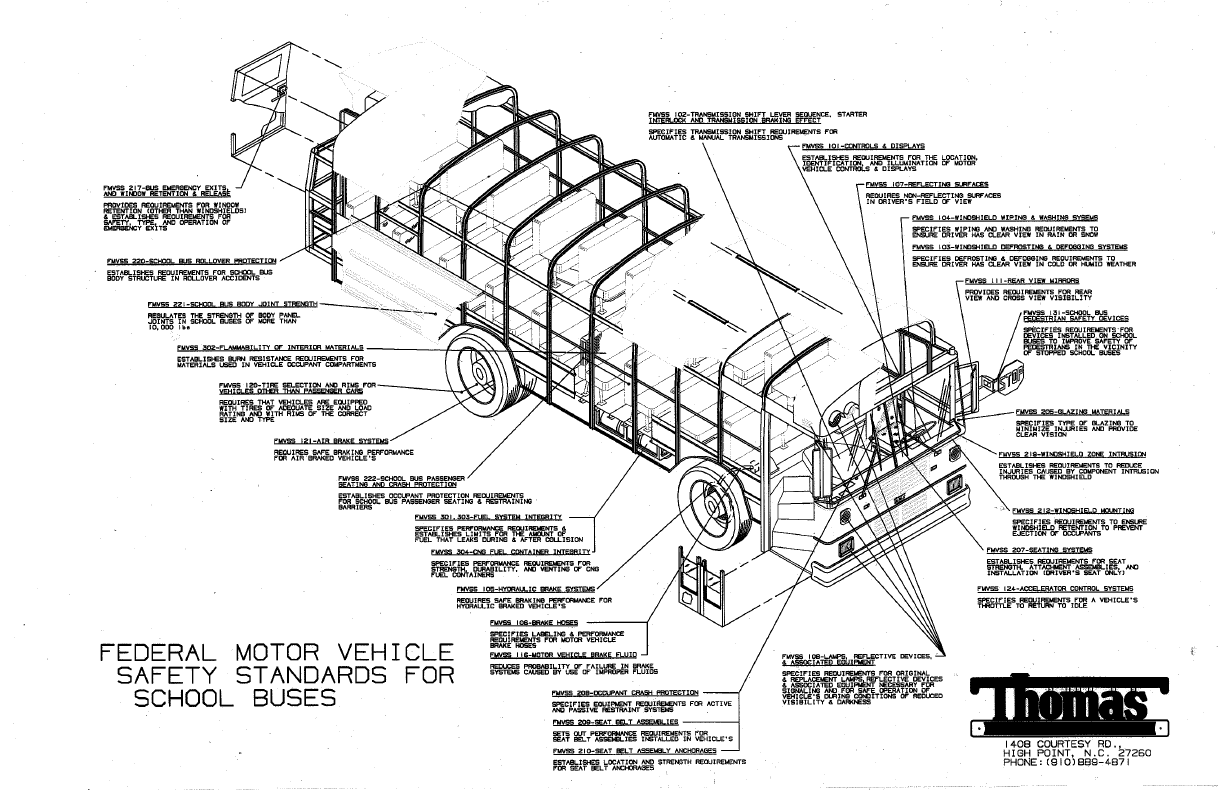 FMVSS 102-TRANSMISSION SHIFT LEVER SEQUENCE, STARTER
INTERLOCK AND TRANSMISSION BRAKING EFFECT
SPECIFIES TRANSMISSION SHIFT REQUIREMENTS FOR
AUTOMATIC & MANUAL TRANSMISSIONS
FMVSS 101-CONTROLS & DISPLAYS
ESTABLISHES REQUIREMENTS FOR THE LOCATION,
IDENTIFICATION, AND ILLUMINATION OF MOTOR
VEHICLE CONTROLS & DISPLAYS
FMVSS 107-REFLECTING SURFACES
REQUIRES NON-REFLECTING SURFACES
IN DRIVER'S FIELD OF VIEW
FMVSS 104-WINDSHIELD WIPING & WASHING SYSEMS
SPECIFIES WIPING AND WASHING REQUIREMENTS TO
ENSURE DRIVER HAS CLEAR VIEW IN RAIN OR SNOW
FMVSS 103-WINDSHIELD DEFROSTING & DEFOGGING SYSTEMS
SPECIFIES DEFROSTING & DEFOGGING REQUIREMENTS TO
ENSURE DRIVER HAS CLEAR VIEW IN COLD OR HUMID WEATHER
FMVSS 111-REAR VIEW MIRRORS
PROVIDES REQUIREMENTS FOR REAR
VIEW AND CROSS VIEW VISIBILITY
FMVSS 131-SCHOOL BUS
PEDESTRIAN SAFETY DEVICES
SPECIFIES REQUIREMENTS FOR
DEVICES INSTALLED ON SCHOOL
BUSES TO IMPROVE SAFETY OF
PEDESTRIANS IN THE VICINITY
OF STOPPED SCHOOL BUSES
STOP
FMVSS 205-GLAZING MATERIALS
SPECIFIES TYPE OF GLAZING TO
MINIMIZE INJURIES AND PROVIDE
CLEAR VISION
FMVSS 219-WINDSHIELD ZONE INTRUSION
ESTABLISHES REQUIREMENTS TO REDUCE
INJURIES CAUSED BY COMPONENT INTRUSION
THROUGH THE WINDSHIELD
FMVSS 212-WINDSHIELD MOUNTING
SPECIFIES REQUIREMENTS TO ENSURE
WINDSHIELD RETENTION TO PREVENT
EJECTION OF OCCUPANTS
FMVSS 207-SEATING SYSTEMS
ESTABLISHES REQUIREMENTS FOR SEAT
STRENGTH, ATTACHMENT ASSEMBLIES, AND
INSTALLATION (DRIVER'S SEAT ONLY)
FMVSS 124-ACCELERATOR CONTROL SYSTEMS
SPECIFIES REQUIREMENTS FOR A VEHICLE'S
THROTTLE TO RETURN TO IDLE
FMVSS 217-BUS EMERGENCY EXITS,
AND WINDOW RETENTION & RELEASE
PROVIDES REQUIREMENTS FOR WINDOW
RETENTION (OTHER THAN WINDSHIELDS)
& ESTABLISHES REQUIREMENTS FOR
SAFETY, TYPE, AND OPERATION OF
EMERGENCY EXITS
FMVSS 220-SCHOOL BUS ROLLOVER PROTECTION
ESTABLISHES REQUIREMENTS FOR SCHOOL BUS
BODY STRUCTURE IN ROLLOVER ACCIDENTS
FMVSS 221-SCHOOL BUS BODY JOINT STRENGTH
REGULATES THE STRENGTH OF BODY PANEL
JOINTS IN SCHOOL BUSES OF MORE THAN
10,000 lbs
FMVSS 302-FLAMMABILITY OF INTERIOR MATERIALS
ESTABLISHES BURN RESISTANCE REQUIREMENTS FOR
MATERIALS USED IN VEHICLE OCCUPANT COMPARTMENTS
FMVSS 120-TIRE SELECTION AND RIMS FOR
VEHICLES OTHER THAN PASSENGER CARS
REQUIRES THAT VEHICLES ARE EQUIPPED
WITH TIRES OF ADEQUATE SIZE AND LOAD
RATING AND WITH RIMS OF THE CORRECT
SIZE AND TYPE
FMVSS 121-AIR BRAKE SYSTEMS
REQUIRES SAFE BRAKING PERFORMANCE
FOR AIR BRAKED VEHICLE'S
FMVSS 222-SCHOOL BUS PASSENGER
SEATING AND CRASH PROTECTION
ESTABLISHES OCCUPANT PROTECTION REQUIREMENTS
FOR SCHOOL BUS PASSENGER SEATING & RESTRAINING
BARRIERS
FMVSS 301,303-FUEL SYSTEM INTEGRITY
SPECIFIES PERFORMANCE REQUIREMENTS &
ESTABLISHES LIMITS FOR THE AMOUNT OF
FUEL THAT LEAKS DURING & AFTER COLLISION
FMVSS 304-CNG FUEL CONTAINER INTEGRITY
SPECIFIES PERFORMANCE REQUIREMENTS FOR
STRENGTH, DURABILITY, AND VENTING OF CNG
FUEL CONTAINERS
FMVSS 105-HYDRAULIC BRAKE SYSTEMS
REQUIRES SAFE BRAKING PERFORMANCE FOR
HYDRAULIC BRAKED VEHICLE'S
FMVSS 106-BRAKE HOSES
SPECIFIES LABELING & PERFORMANCE
REQUIREMENTS FOR MOTOR VEHICLE
BRAKE HOSES
FMVSS 116-MOTOR VEHICLE BRAKE FLUID
REDUCES PROBABILITY OF FAILURE IN BRAKE
SYSTEMS CAUSED BY USE OF IMPROPER FLUIDS
FMVSS 208-OCCUPANT CRASH PROTECTION
SPECIFIES EQUIPMENT REQUIREMENTS FOR ACTIVE
AND PASSIVE RESTRAINT SYSTEMS
FMVSS 209-SEAT BELT ASSEMBLIES
SETS OUT PERFORMANCE REQUIREMENTS FOR
SEAT BELT ASSEMBLIES INSTALLED IN VEHICLE'S
FMVSS 210-SEAT BELT ASSEMBLY ANCHORAGES
ESTABLISHES LOCATION AND STRENGTH REQUIREMENTS
FOR SEAT BELT ANCHORAGES
FMVSS 108-LAMPS, REFLECTIVE DEVICES,
& ASSOCIATED EQUIPMENT
SPECIFIES REQUIREMENTS FOR ORIGINAL
& REPLACEMENT LAMPS, REFLECTIVE DEVICES
& ASSOCIATED EQUIPMENT NECESSARY FOR
SIGNALING AND FOR SAFE OPERATION OF
VEHICLE'S DURING CONDITIONS OF REDUCED
VISIBILITY & DARKNESS
FEDERAL MOTOR VEHICLE
SAFETY STANDARDS FOR
SCHOOL BUSES
Thomas
1408 COURTESY RD.,
HIGH POINT, N.C. 27260
PHONE: (910) 889-4871